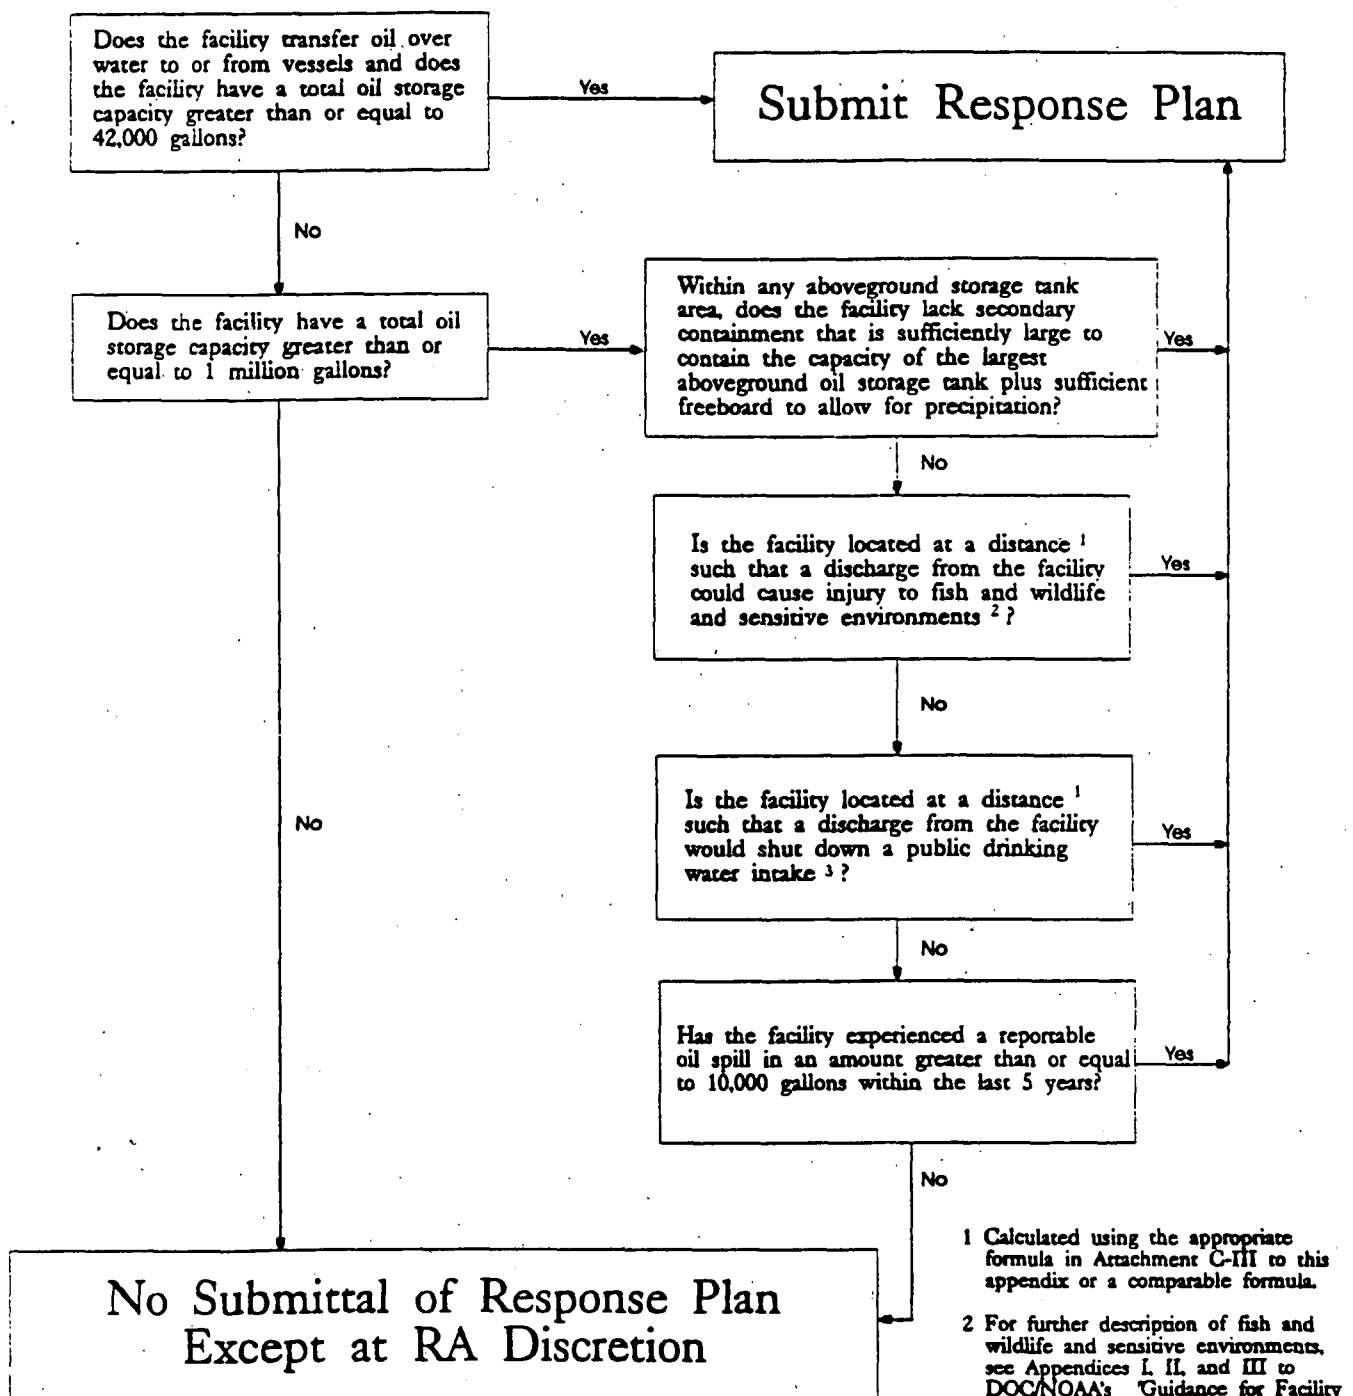 Does the facility transfer oil over
water to or from vessels and does
the facility have a total oil storage
capacity greater than or equal to
42,000 gallons?
Yes
Submit Response Plan
No
Does the facility have a total oil
storage capacity greater than or
equal to 1 million gallons?
Yes
Within any aboveground storage tank
area, does the facility lack secondary
containment that is sufficiently large to
contain the capacity of the largest
aboveground oil storage tank plus sufficient
freeboard to allow for precipitation?
Yes
No
Is the facility located at a distance 1
such that a discharge from the facility
could cause injury to fish and wildlife
and sensitive environments 2 ?
Yes
No
No
Is the facility located at a distance 1
such that a discharge from the facility
would shut down a public drinking
water intake 3 ?
Yes
No
Has the facility experienced a reportable
oil spill in an amount greater than or equal
to 10,000 gallons within the last 5 years?
Yes
No
No Submittal of Response Plan
Except at RA Discretion
1 Calculated using the appropriate
formula in Attachment C-III to this
appendix or a comparable formula.
2 For further description of fish and
wildlife and sensitive environments,
see Appendices I, II, and III to
DOC/NOAA's "Guidance for Facility